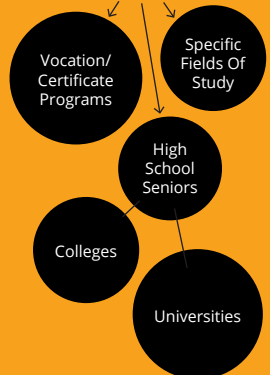 Vocation/
Certificate
Programs
Specific
Fields Of
Study
High
School
Seniors
Colleges
Universities